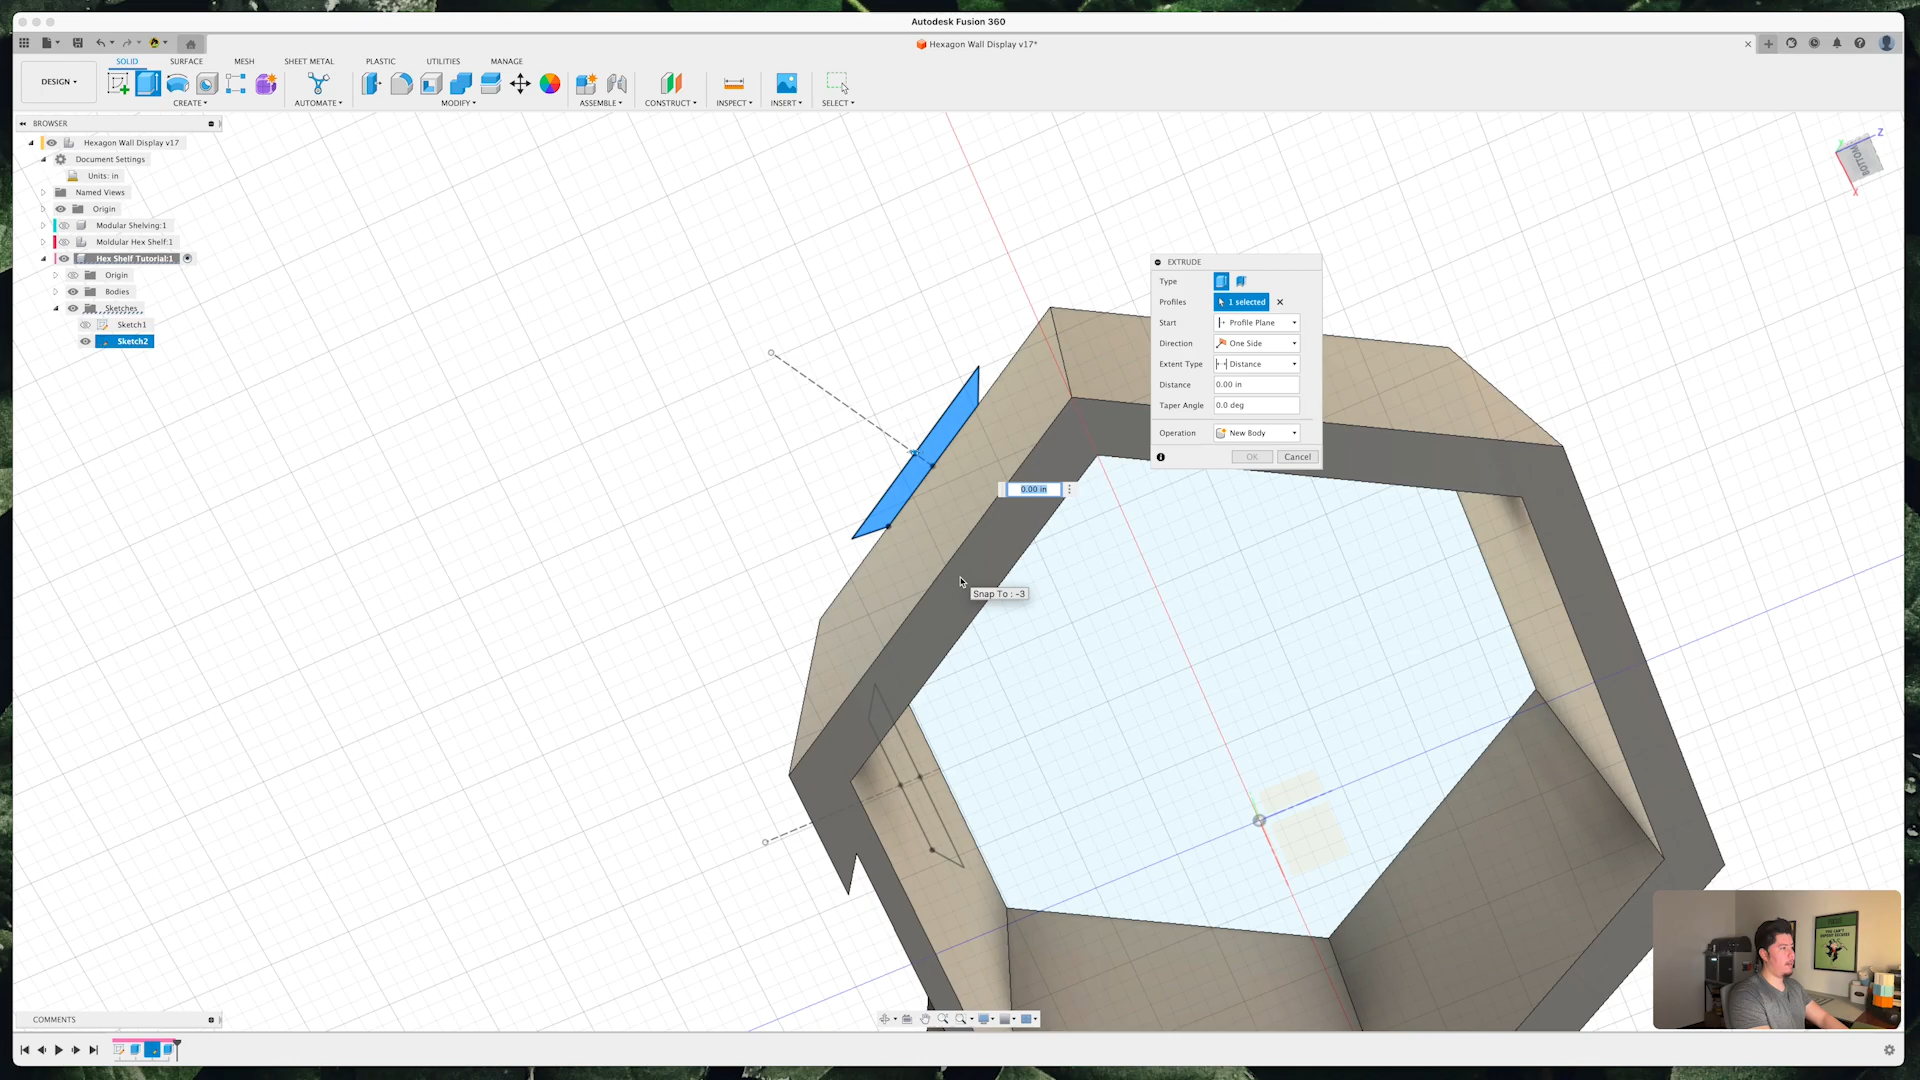 Autodesk Fusion 360
Hexagon Wall Display v17*
DESIGN
SOLID
SURFACE
MESH
SHEET METAL
PLASTIC
UTILITIES
MANAGE
CREATE
AUTOMATE
MODIFY
ASSEMBLE
CONSTRUCT
INSPECT
INSERT
SELECT
BROWSER
Hexagon Wall Display v17
Document Settings
Units: in
Named Views
Origin
Modular Shelving:1
Moldular Hex Shelf:1
Hex Shelf Tutorial:1
Origin
Bodies
Sketches
Sketch1
Sketch2
Z
BOTTOM
X
EXTRUDE
Type
Profiles 1 selected
Start Profile Plane
Direction One Side
Extent Type Distance
Distance 0.00 in
Taper Angle 0.0 deg
Operation New Body
OK Cancel
0.00 in
Snap To : -3
YOU CAN'T
COMMENTS